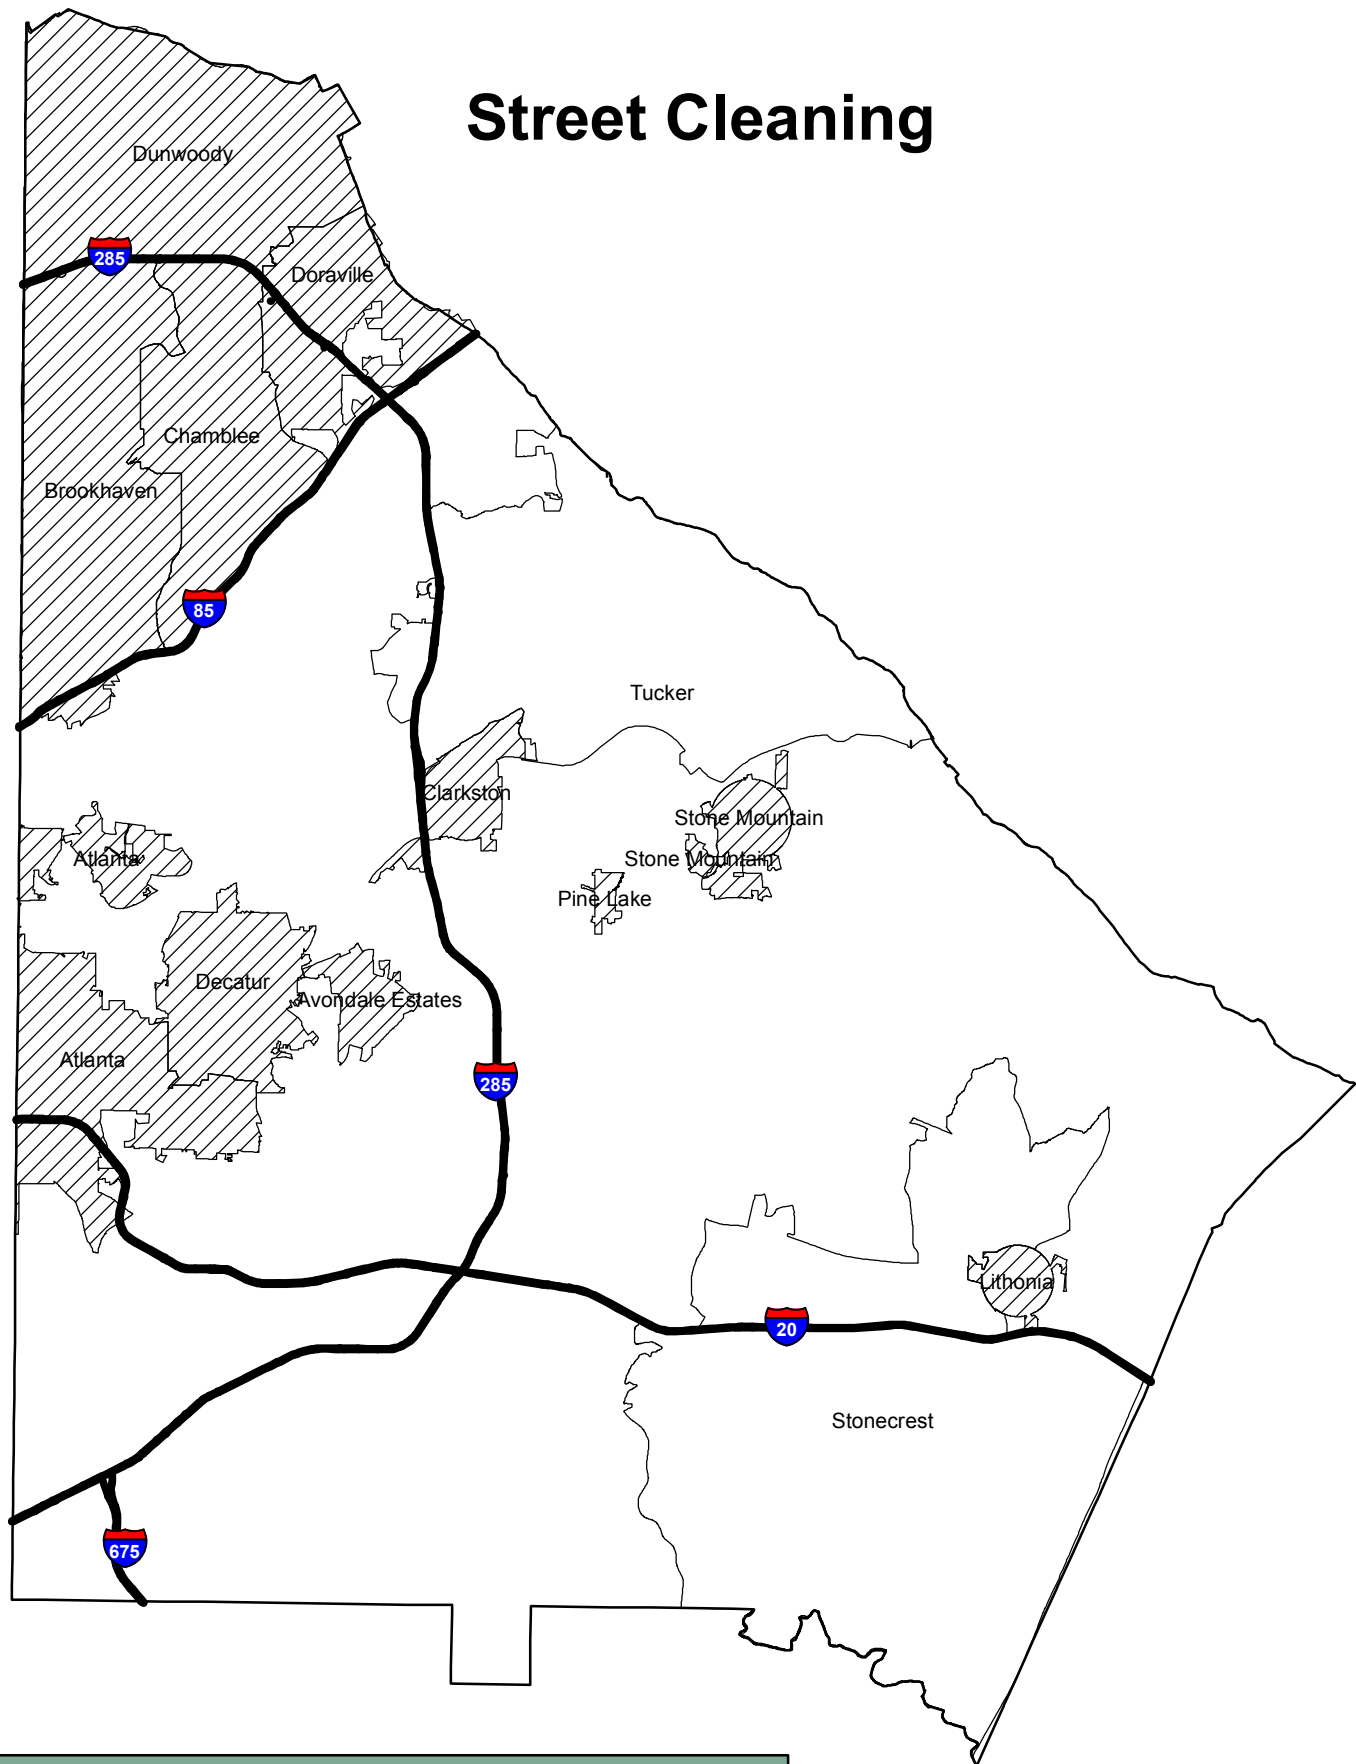 Street Cleaning
Dunwoody
285
Doraville
Chamblee
Brookhaven
85
Tucker
Clarkston
Stone Mountain
Atlanta
Stone Mountain
Pine Lake
Decatur
Avondale Estates
Atlanta
285
Lithonia
20
Stonecrest
675